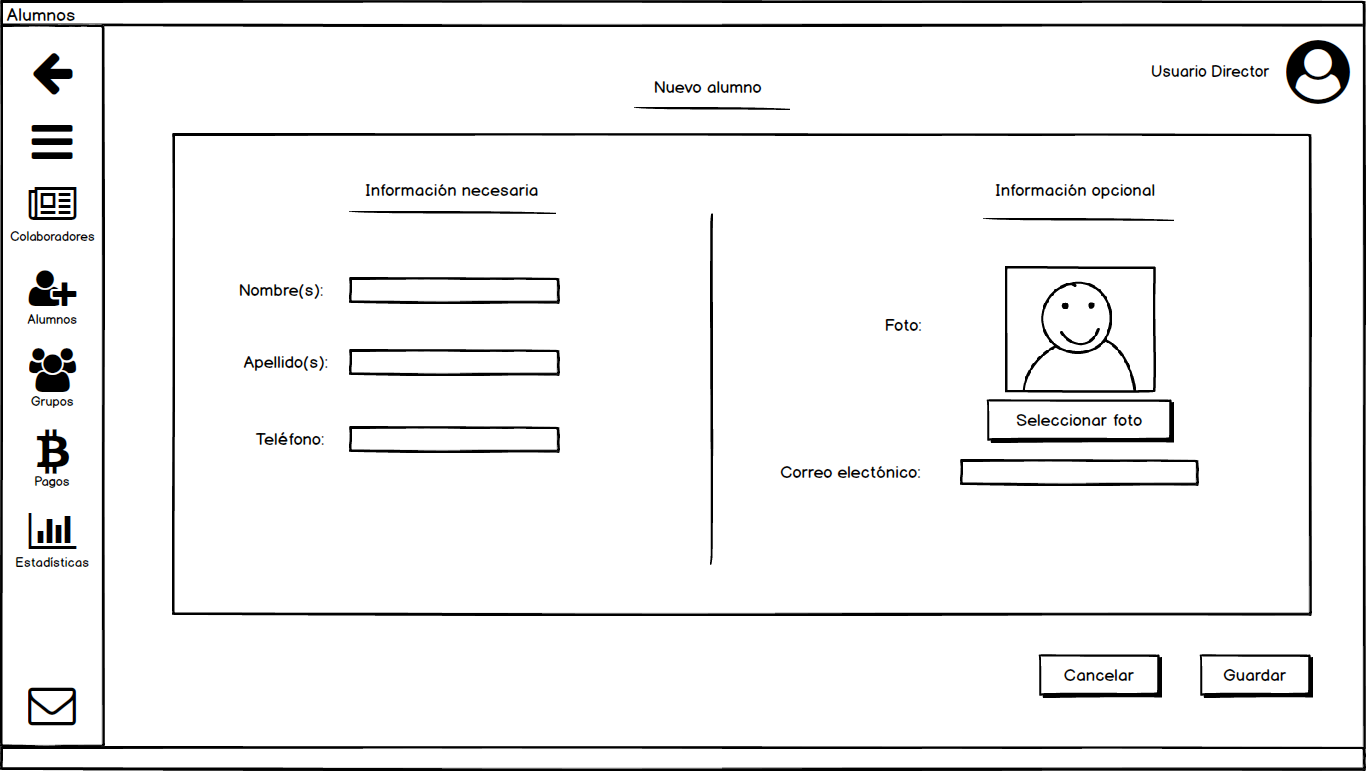 Alumnos
Usuario Director
Nuevo alumno
Colaboradores
Alumnos
Grupos
Pagos
Estadísticas
Información necesaria
Nombre(s):
Apellido(s):
Teléfono:
Información opcional
Foto:
Seleccionar foto
Correo electónico:
Cancelar
Guardar